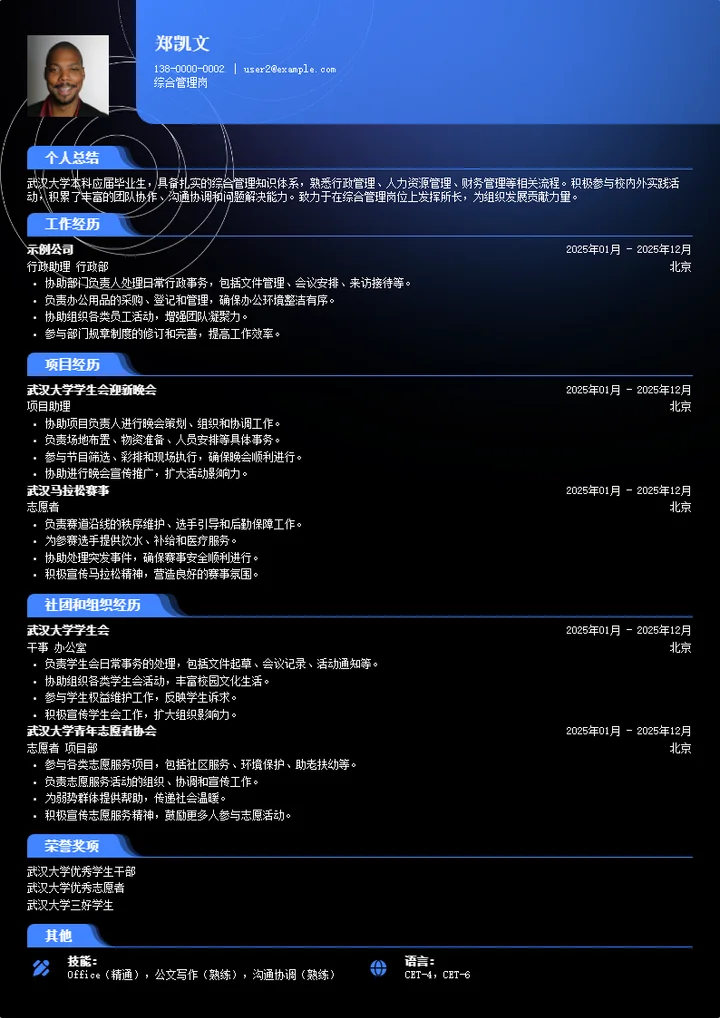 郑凯文
138-0000-0002 | user2@example.com
综合管理岗
个人总结
武汉大学本科应届毕业生，具备扎实的综合管理知识体系，熟悉行政管理、人力资源管理、财务管理等相关流程。积极参与校内外实践活
动，积累了丰富的团队协作、沟通协调和问题解决能力。致力于在综合管理岗位上发挥所长，为组织发展贡献力量。
工作经历
示创公司 2025年01月 - 2025年12月
行政助理 行政部 北京
• 协助部门负责人处理日常行政事务，包括文件管理、会议安排、来访接待等。
• 负责办公用品的采购、登记和管理，确保办公环境整洁有序。
• 协助组织各类员工活动，增强团队凝聚力。
• 参与部门规章制度的修订和完善，提高工作效率。
项目经历
武汉大学学生会迎新晚会 2025年01月 - 2025年12月
项目助理 北京
• 协助项目负责人进行晚会策划、组织和协调工作。
• 负责场地布置、物资准备、人员安排等具体事务。
• 参与节目筛选、彩排和现场执行，确保晚会顺利进行。
• 协助进行晚会宣传推广，扩大活动影响力。
武汉马拉松赛事 2025年01月 - 2025年12月
志愿者 北京
• 负责赛道沿线的秩序维护、选手引导和后勤保障工作。
• 为参赛选手提供饮水、补给和医疗服务。
• 协助处理突发事件，确保赛事安全顺利进行。
• 积极宣传马拉松精神，营造良好的赛事氛围。
社团和组织经历
武汉大学学生会 2025年01月 - 2025年12月
干事 办公室 北京
• 负责学生会日常事务的处理，包括文件起草、会议记录、活动通知等。
• 协助组织各类学生会活动，丰富校园文化生活。
• 参与学生权益维护工作，反映学生诉求。
• 积极宣传学生会工作，扩大组织影响力。
武汉大学青年志愿者协会 2025年01月 - 2025年12月
志愿者 项目部 北京
• 参与各类志愿服务项目，包括社区服务、环境保护、助老扶幼等。
• 负责志愿服务活动的组织、协调和宣传工作。
• 为弱势群体提供帮助，传递社会温暖。
• 积极宣传志愿服务精神，鼓励更多人参与志愿活动。
荣誉奖项
武汉大学优秀学生干部
武汉大学优秀志愿者
武汉大学三好学生
其他
技能：
Office（精通），公文写作（熟练），沟通协调（熟练）
语言：
CET-4，CET-6